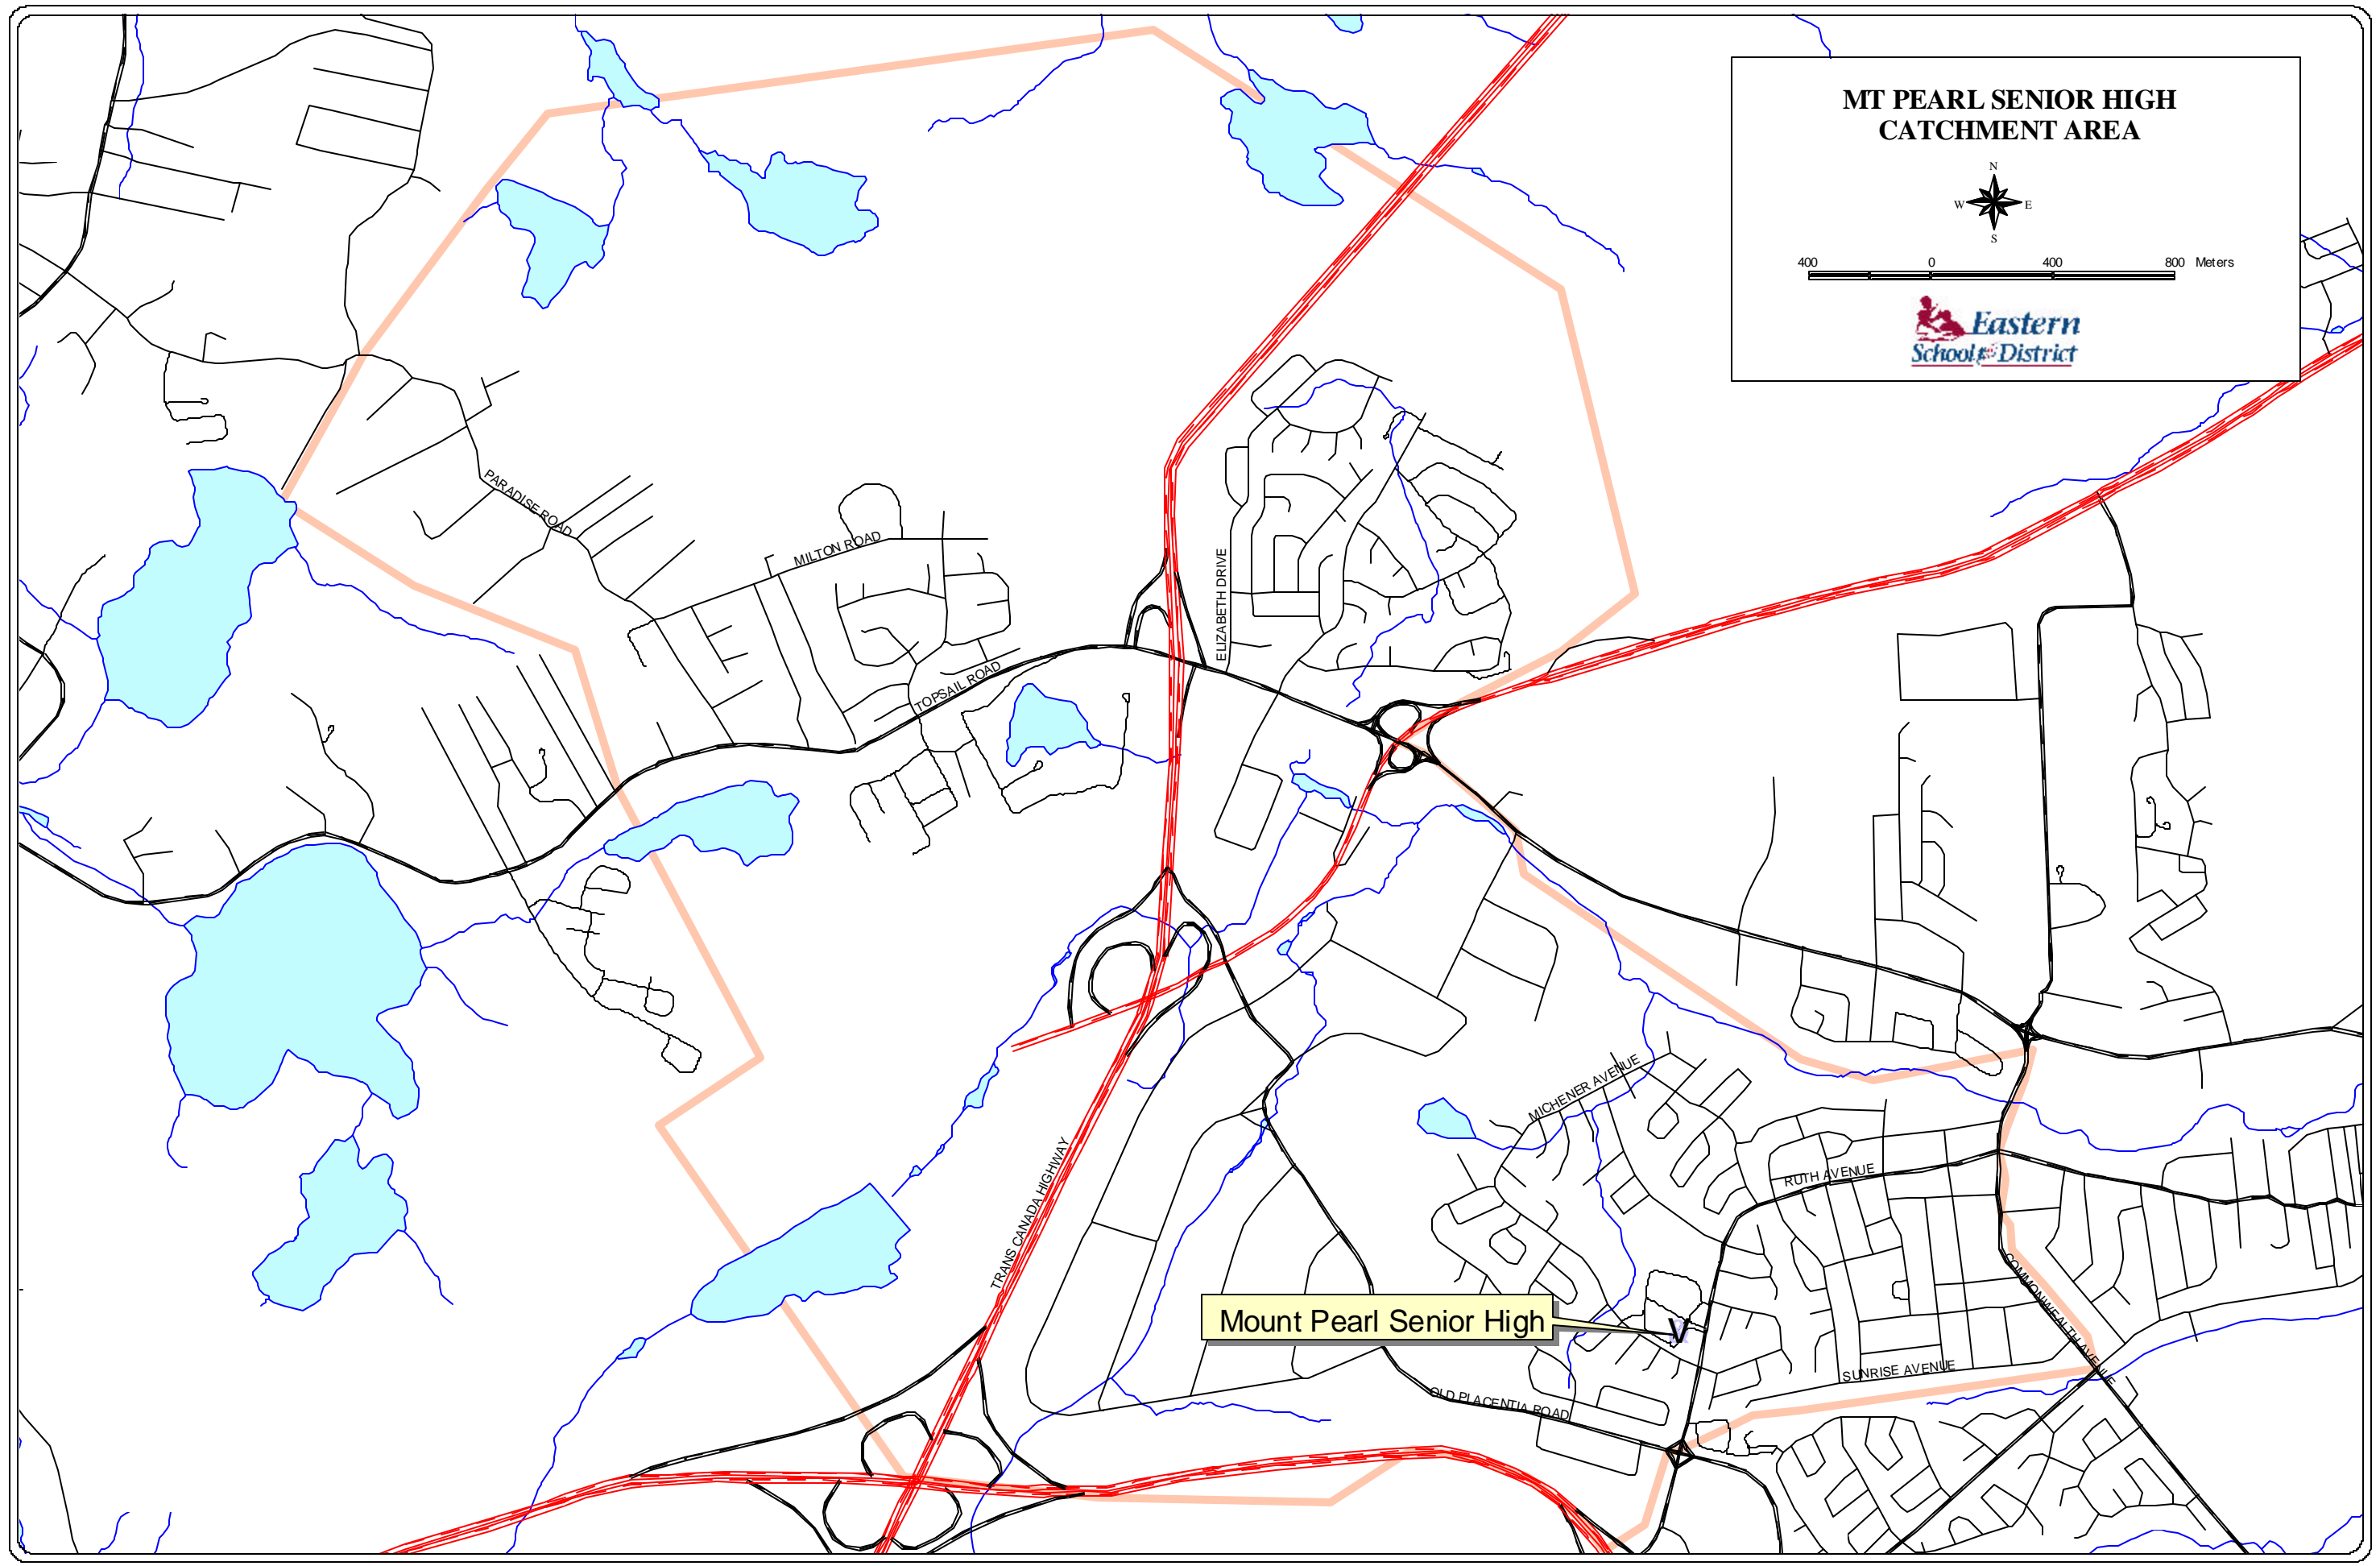 MT PEARL SENIOR HIGH
CATCHMENT AREA
N
W E
S
400 0 400 800 Meters
Eastern
School District
PARADISE ROAD
MILTON ROAD
ELIZABETH DRIVE
TOPSAIL ROAD
MICHENER AVENUE
RUTH AVENUE
TRANS CANADA HIGHWAY
COMMONWEALTH AVENUE
Mount Pearl Senior High
V
SUNRISE AVENUE
OLD PLACENTIA ROAD